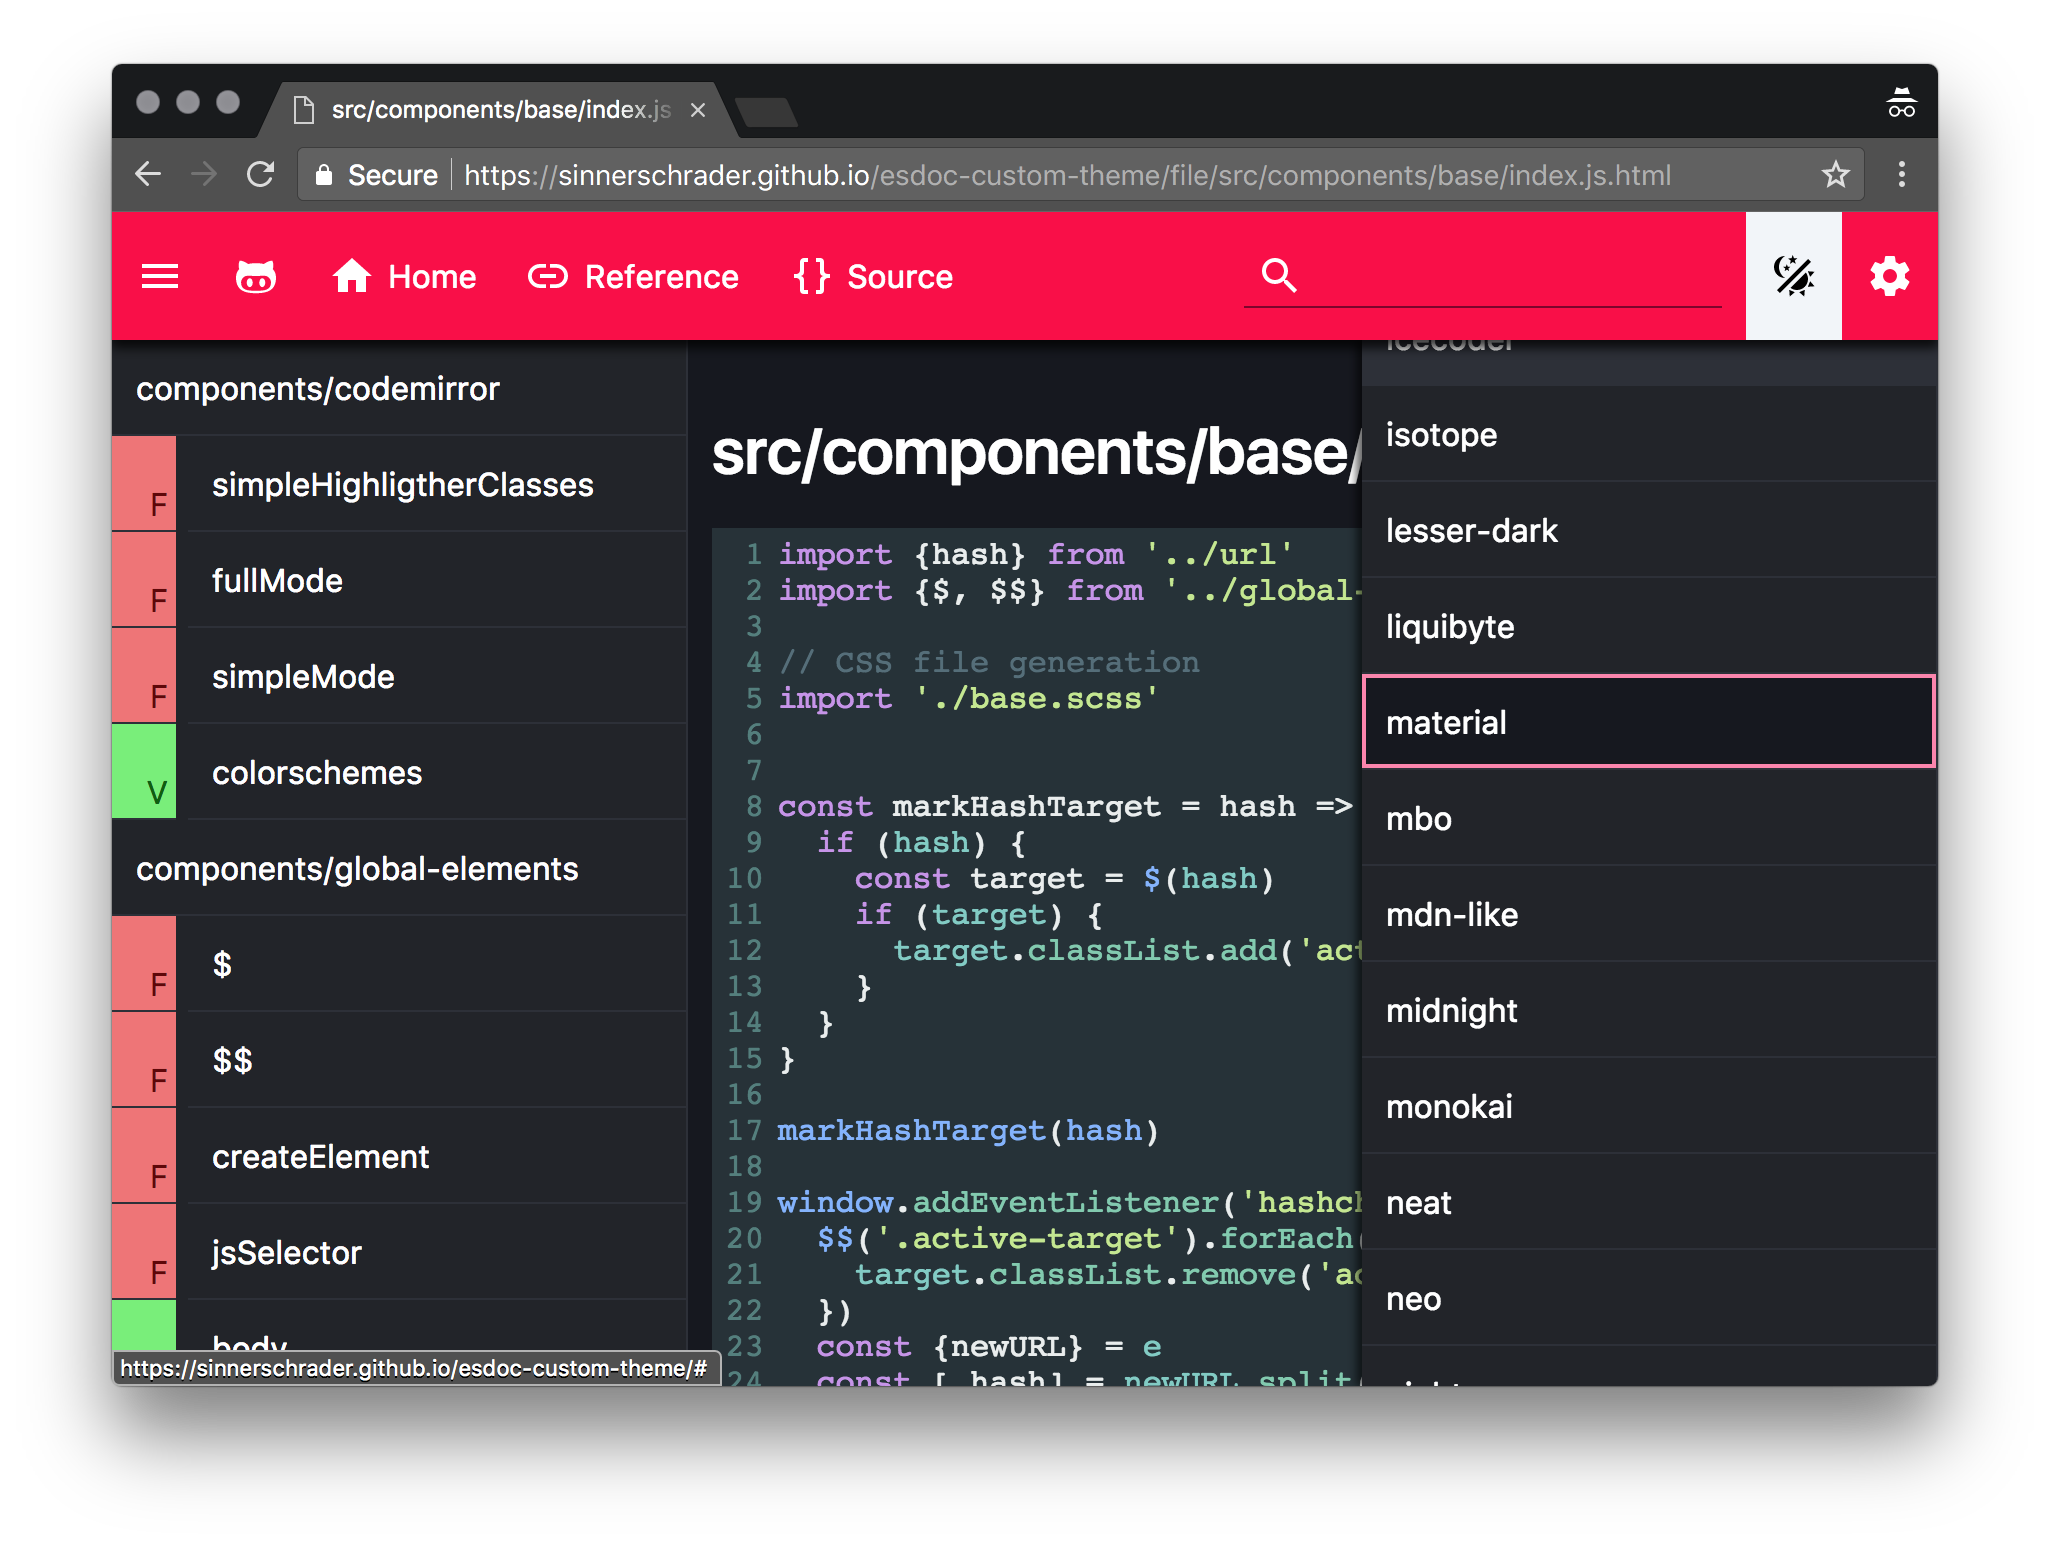 src/components/base/index.js
Secure https://sinnerschrader.github.io/esdoc-custom-theme/file/src/components/base/index.js.html
Home Reference {} Source
components/codemirror
F simpleHighligtherClasses
F fullMode
F simpleMode
V colorschemes
components/global-elements
F $
F $$
F createElement
F jsSelector
body
https://sinnerschrader.github.io/esdoc-custom-theme/#
src/components/base/
1 import {hash} from '../url'
2 import {$, $$} from '../global-
3
4 // CSS file generation
5 import './base.scss'
6
7
8 const markHashTarget = hash =>
9 if (hash) {
10 const target = $(hash)
11 if (target) {
12 target.classList.add('act
13 }
14 }
15 }
16
17 markHashTarget(hash)
18
19 window.addEventListener('hashch
20 $$('.active-target').forEach(
21 target.classList.remove('ac
22 })
23 const {newURL} = e
24 const [ hash] = newURL.split(
icecoder
isotope
lesser-dark
liquibyte
material
mbo
mdn-like
midnight
monokai
neat
neo